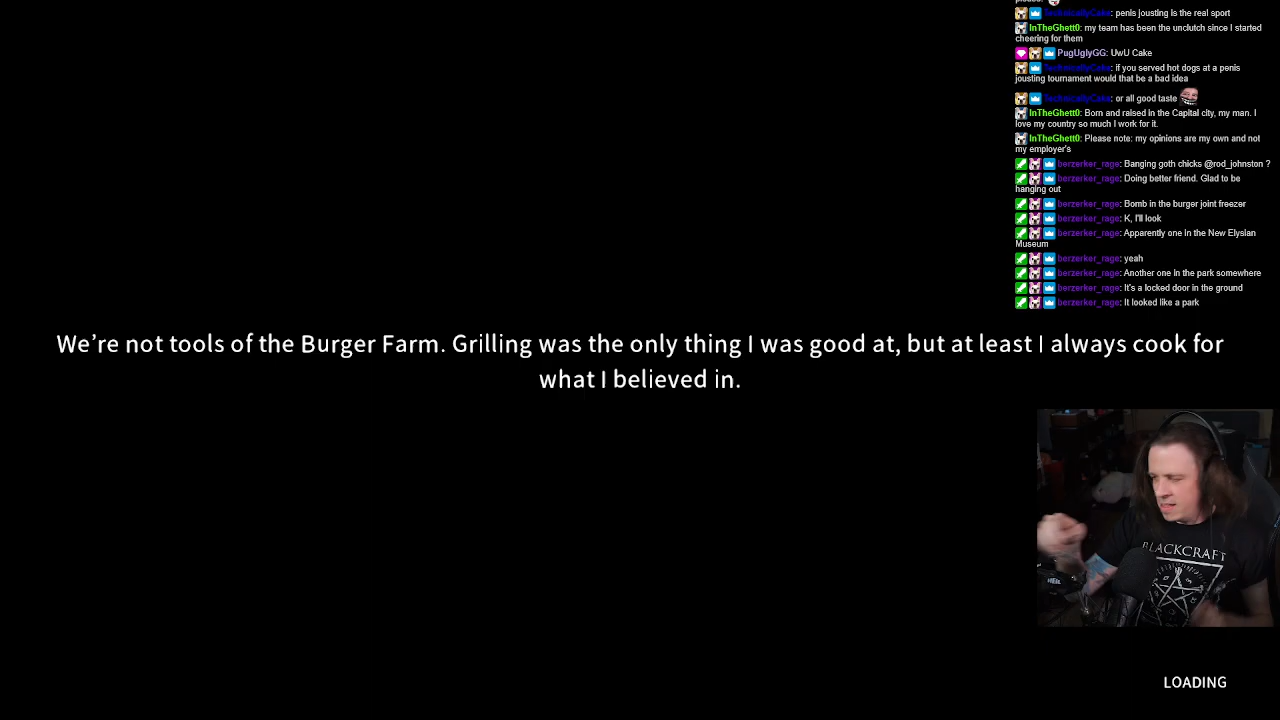 TechnicallyCake: penis jousting is the real sport
InTheGhett0: my team has been the unclutch since I started
cheering for them
PugUglyGG: UwU Cake
TechnicallyCake: if you served hot dogs at a penis
jousting tournament would that be a bad idea
TechnicallyCake: or all good taste
InTheGhett0: Born and raised in the Capital city, my man. I
love my country so much I work for it.
InTheGhett0: Please note: my opinions are my own and not
my employer's
berzerker_rage: Banging goth chicks @rod_johnston ?
berzerker_rage: Doing better friend. Glad to be
hanging out
berzerker_rage: Bomb in the burger joint freezer
berzerker_rage: K, I'll look
berzerker_rage: Apparently one in the New Elysian
Museum
berzerker_rage: yeah
berzerker_rage: Another one in the park somewhere
berzerker_rage: It's a locked door in the ground
berzerker_rage: It looked like a park
We’re not tools of the Burger Farm. Grilling was the only thing I was good at, but at least I always cook for
what I believed in.
BLACKCRAFT
LOADING